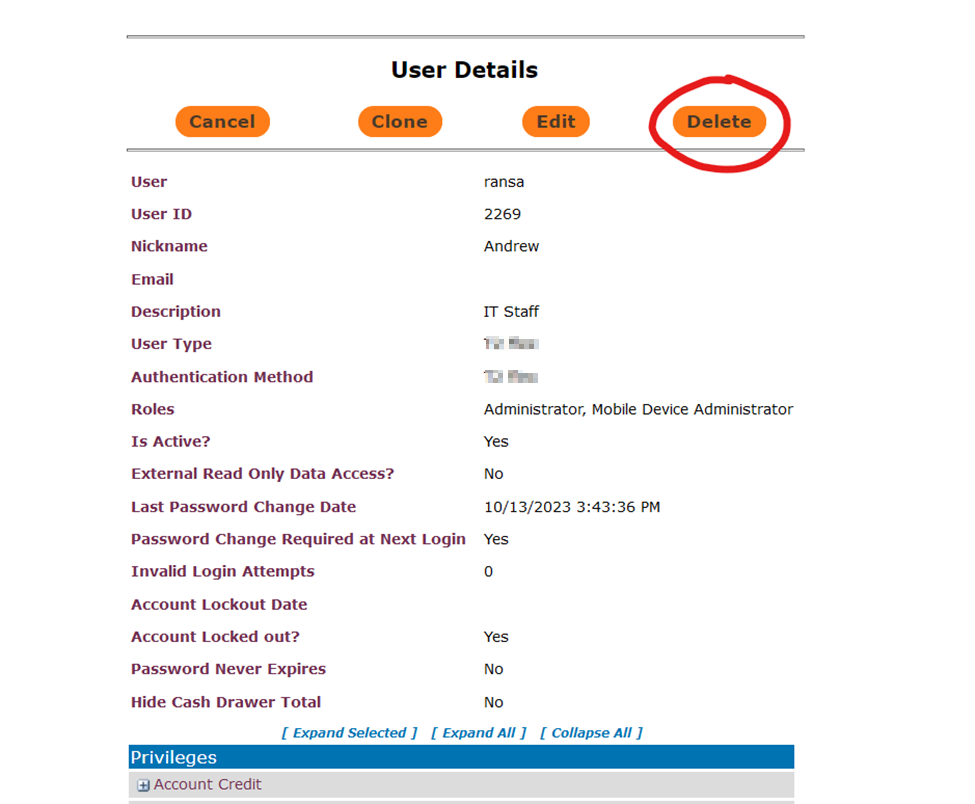 User Details
Cancel Clone Edit Delete
User ransa
User ID 2269
Nickname Andrew
Email
Description IT Staff
User Type
Authentication Method
Roles Administrator, Mobile Device Administrator
Is Active? Yes
External Read Only Data Access? No
Last Password Change Date 10/13/2023 3:43:36 PM
Password Change Required at Next Login Yes
Invalid Login Attempts 0
Account Lockout Date
Account Locked out? Yes
Password Never Expires No
Hide Cash Drawer Total No
[ Expand Selected ] [ Expand All ] [ Collapse All ]
Privileges
Account Credit